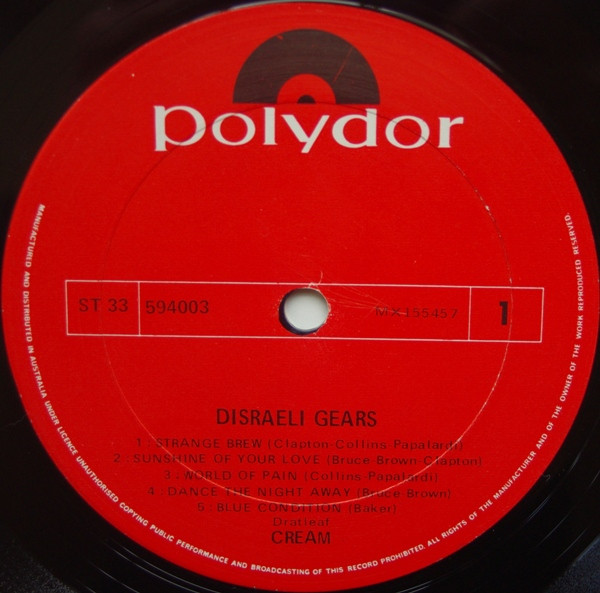 polydor
ST 33 594003 MX155457 1
DISRAELI GEARS
1 : STRANGE BREW (Clapton-Collins Papalardi)
2: SUNSHINE OF YOUR LOVE (Bruce Brown Clapton)
3 : WORLD OF PAIN (Collins Papalardi)
4 : DANCE THE NIGHT AWAY (Bruce Brown)
5 : BLUE CONDITION (Baker)
Dratleaf
CREAM
MANUFACTURED AND DISTRIBUTED IN AUSTRALIA UNDER LICENCE UNAUTHORISED COPYING PUBLIC PERFORMANCE AND BROADCASTING OF THIS RECORD PROHIBITED. ALL RIGHTS OF THE MANUFACTURER AND OF THE OWNER OF THE WORK REPRODUCED RESERVED.